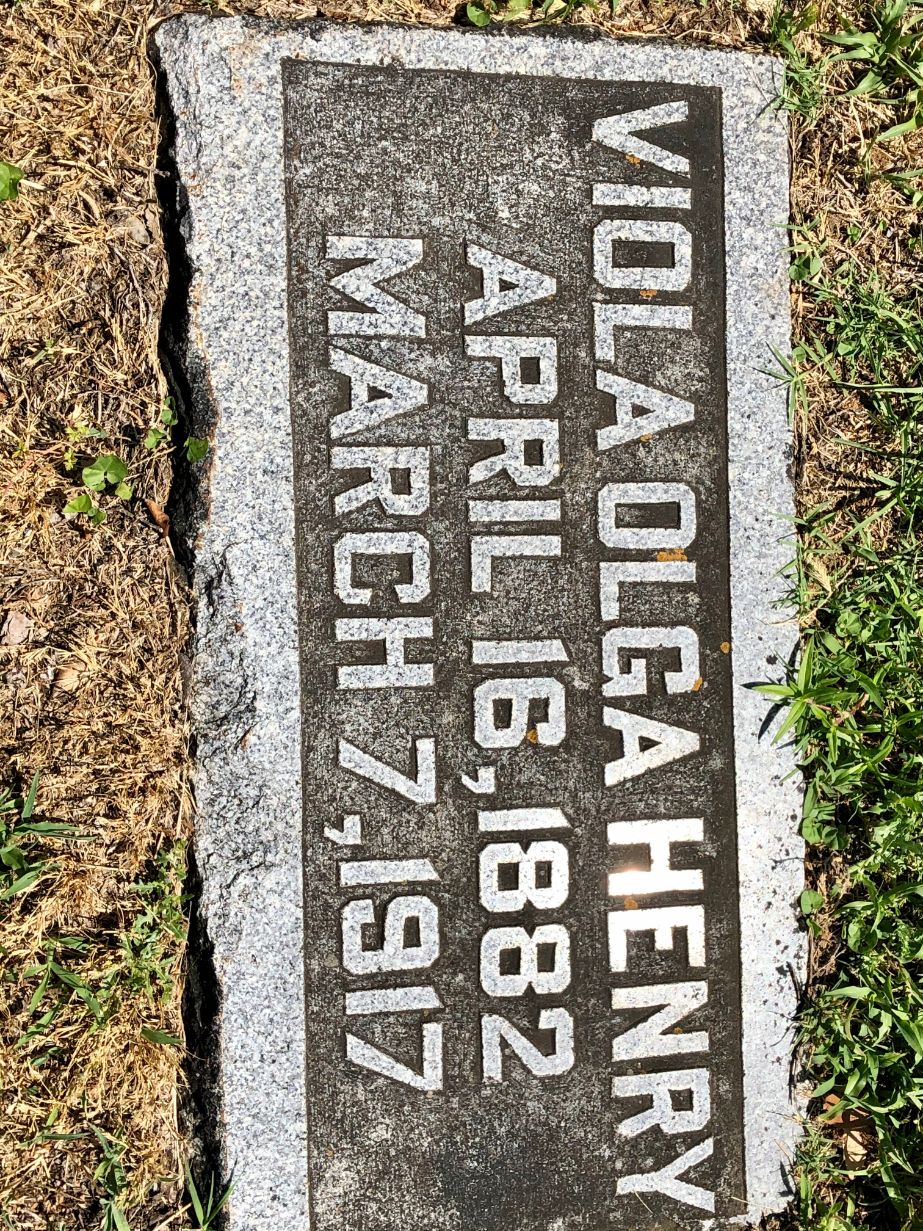 VIOLA OLGA HENRY
APRIL 16, 1882
MARCH 7, 1917